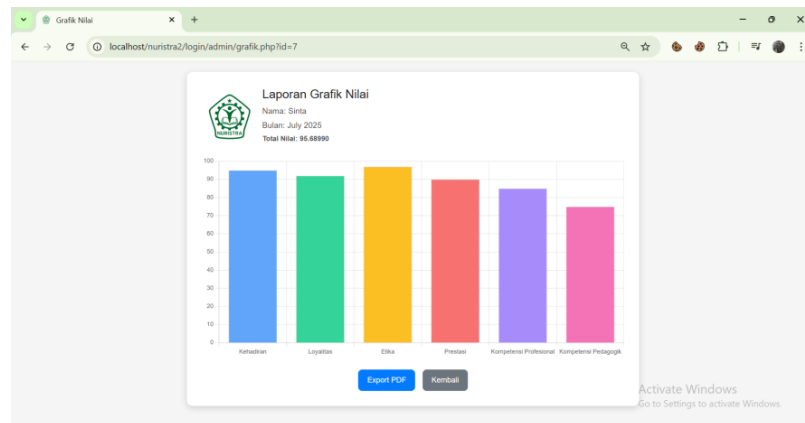 Grafik Nilai
localhost/nuristra2/login/admin/grafik.php?id=7
NURISTRA
Laporan Grafik Nilai
Nama: Sinta
Bulan: July 2025
Total Nilai: 96.68990
100
90
80
70
60
50
40
30
20
10
0
Kehadiran Loyalitas Etika Prestasi Kompetensi Profesional Kompetensi Pedagogik
Export PDF Kembali
Activate Windows
Go to Settings to activate Windows.